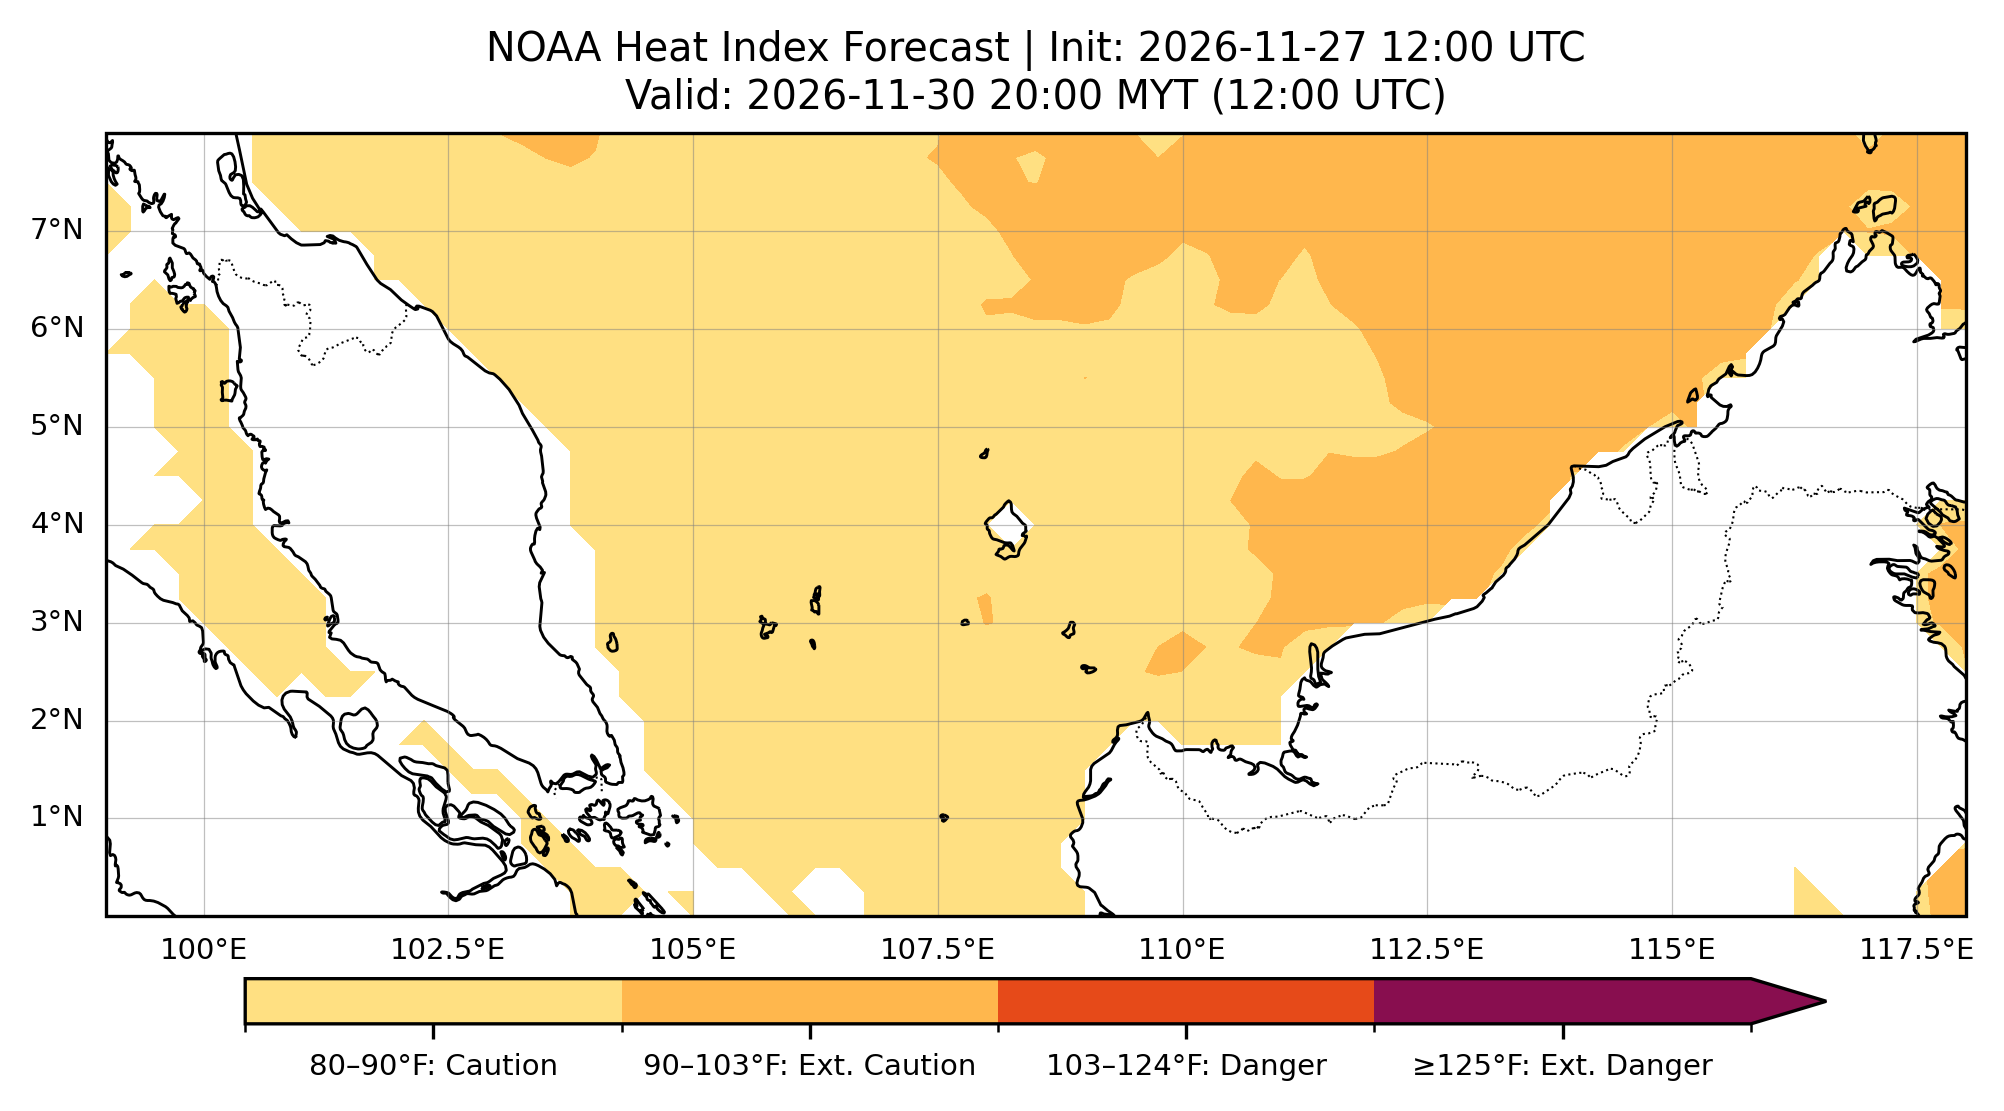 NOAA Heat Index Forecast | Init: 2026-11-27 12:00 UTC
Valid: 2026-11-30 20:00 MYT (12:00 UTC)
7°N
6°N
5°N
4°N
3°N
2°N
1°N
100°E
102.5°E
105°E
107.5°E
110°E
112.5°E
115°E
117.5°E
80–90°F: Caution
90–103°F: Ext. Caution
103–124°F: Danger
≥125°F: Ext. Danger